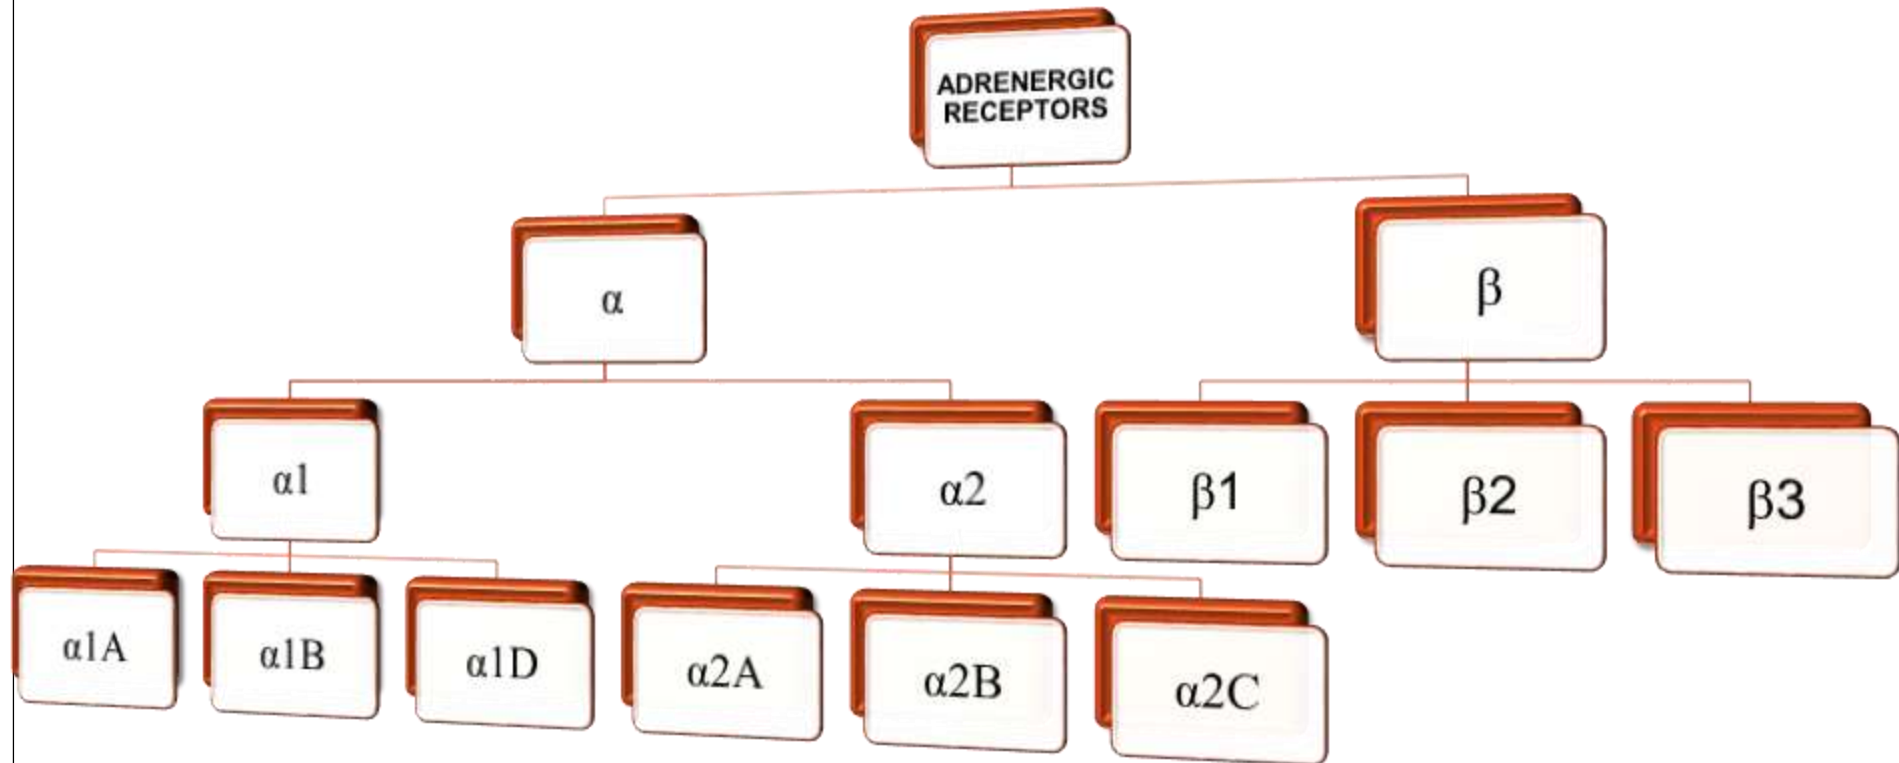 ADRENERGIC
RECEPTORS
α
β
α1
α2
β1
β2
β3
α1A
α1B
α1D
α2A
α2B
α2C